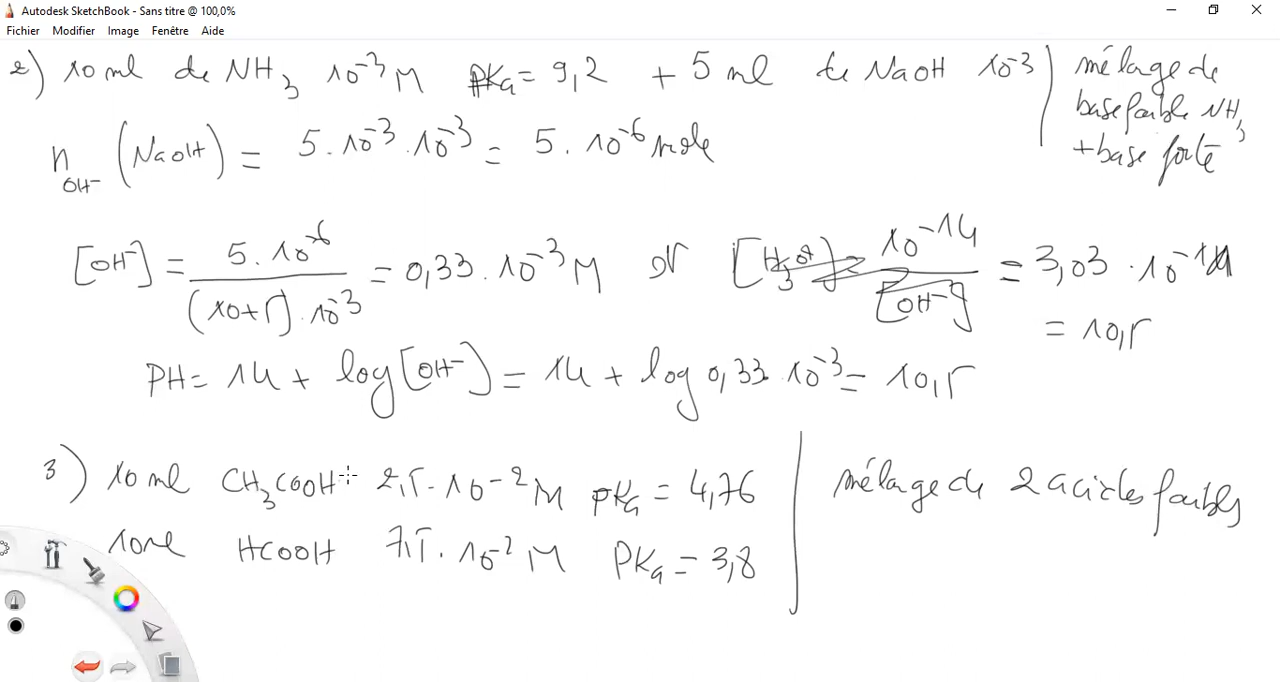 Autodesk SketchBook - Sans titre @ 100,0%
Fichier Modifier Image Fenêtre Aide
2) 10 ml de NH3 10^-3 M PKa = 9,2 + 5 ml de NaOH 10^-3
mélange de
base faible NH3
+ base forte
n OH- (NaOH) = 5 . 10^-3 . 10^-3 = 5 . 10^-6 mole
[OH-] = 5 . 10^-6 / (10+5) . 10^-3 = 0,33 . 10^-3 M or [H3O+] = 10^-14 / [OH-] = 3,03 . 10^-11
= 10,5
PH = 14 + log [OH-] = 14 + log 0,33 . 10^-3 = 10,5
3) 10 ml CH3COOH 2,5 . 10^-2 M PKa = 4,76
mélange de 2 acides faibles
10 ml HCOOH 7,5 . 10^-2 M PKa = 3,8